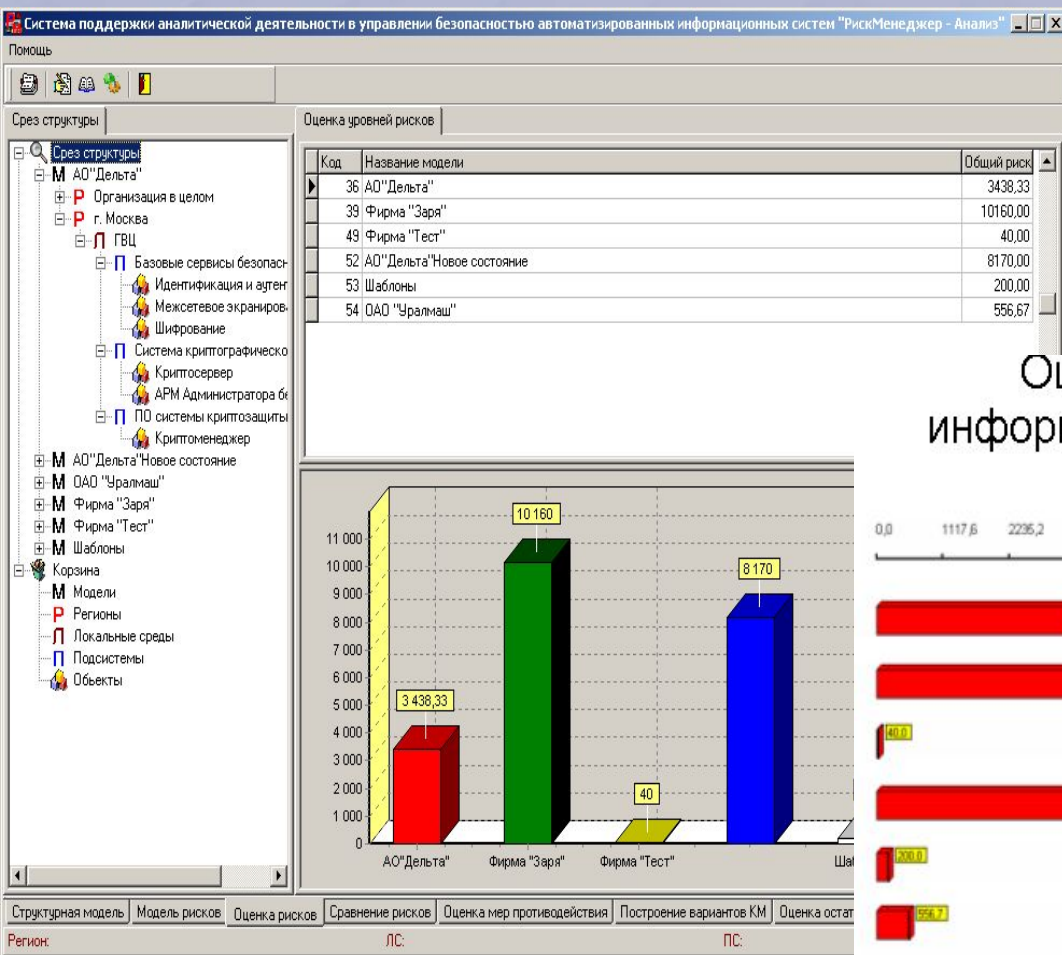 Система поддержки аналитической деятельности в управлении безопасностью автоматизированных информационных систем "РискМенеджер - Анализ"
Помощь
Срез структуры
Срез структуры
М АО"Дельта"
Р Организация в целом
Р г. Москва
Л ГВЦ
П Базовые сервисы безопасн
Идентификация и аутент
Межсетевое экраниров
Шифрование
П Система криптографическо
Криптосервер
АРМ Администратора бе
П ПО системы криптозащиты
Криптоменеджер
М АО"Дельта"Новое состояние
М ОАО "Уралмаш"
М Фирма "Заря"
М Фирма "Тест"
М Шаблоны
Корзина
М Модели
Р Регионы
Л Локальные среды
П Подсистемы
Объекты
Оценка уровней рисков
Код Название модели Общий риск
36 АО"Дельта" 3438,33
39 Фирма "Заря" 10160,00
49 Фирма "Тест" 40,00
52 АО"Дельта"Новое состояние 8170,00
53 Шаблоны 200,00
54 ОАО "Уралмаш" 556,67
11 000
10 000
9 000
8 000
7 000
6 000
5 000
4 000
3 000
2 000
1 000
0
3 438,33
10 160
40
8 170
АО"Дельта" Фирма "Заря" Фирма "Тест" Ша
Оц
информ
0,0 1117,6 2235,2
40.0
200.0
556.7
Структурная модель Модель рисков Оценка рисков Сравнение рисков Оценка мер противодействия Построение вариантов КМ Оценка остат
Регион: ЛС: ПС: